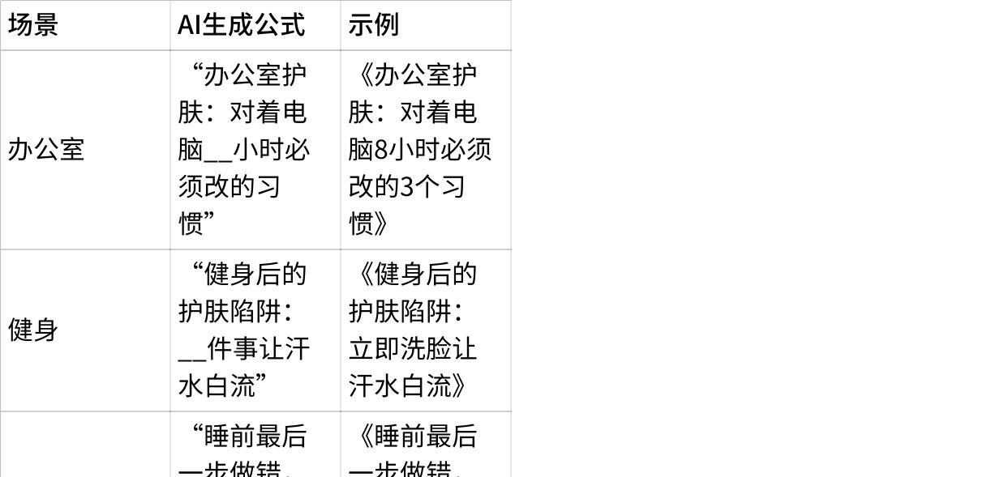 场景
AI生成公式
示例
办公室
“办公室护
肤：对着电
脑__小时必
须改的习
惯”
《办公室护
肤：对着电
脑8小时必须
改的3个习
惯》
健身
“健身后的
护肤陷阱：
__件事让汗
水白流”
《健身后的
护肤陷阱：
立即洗脸让
汗水白流》
“睡前最后
一步做错，
《睡前最后
一步做错，